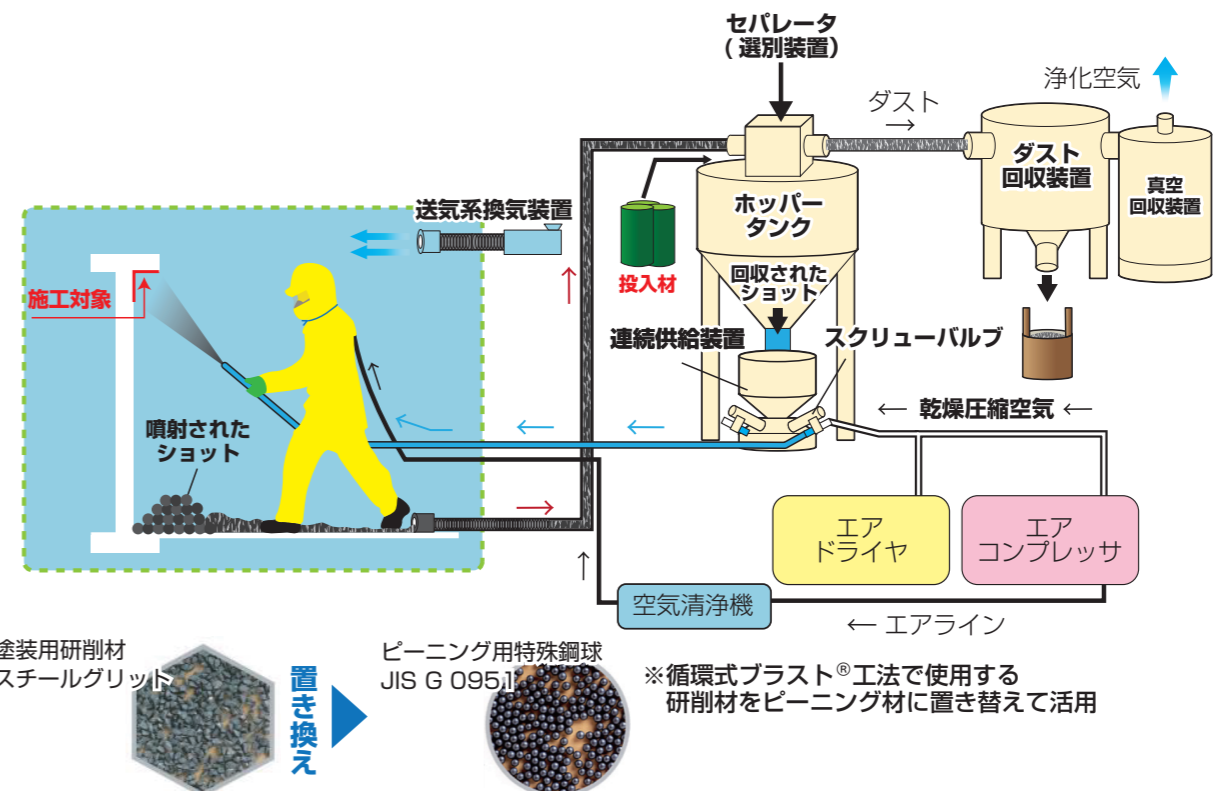 セパレータ
(選別装置)
浄化空気
ダスト
→
ダスト
回収装置
真空
回収装置
送気系換気装置
ホッパー
タンク
投入材
回収された
ショット
施工対象
連続供給装置
スクリューバルブ
← 乾燥圧縮空気 ←
噴射された
ショット
エア
ドライヤ
エア
コンプレッサ
空気清浄機
← エアライン
塗装用研削材
スチールグリット
置き換え
ピーニング用特殊鋼球
JIS G 0951
※循環式ブラスト®工法で使用する
研削材をピーニング材に置き替えて活用